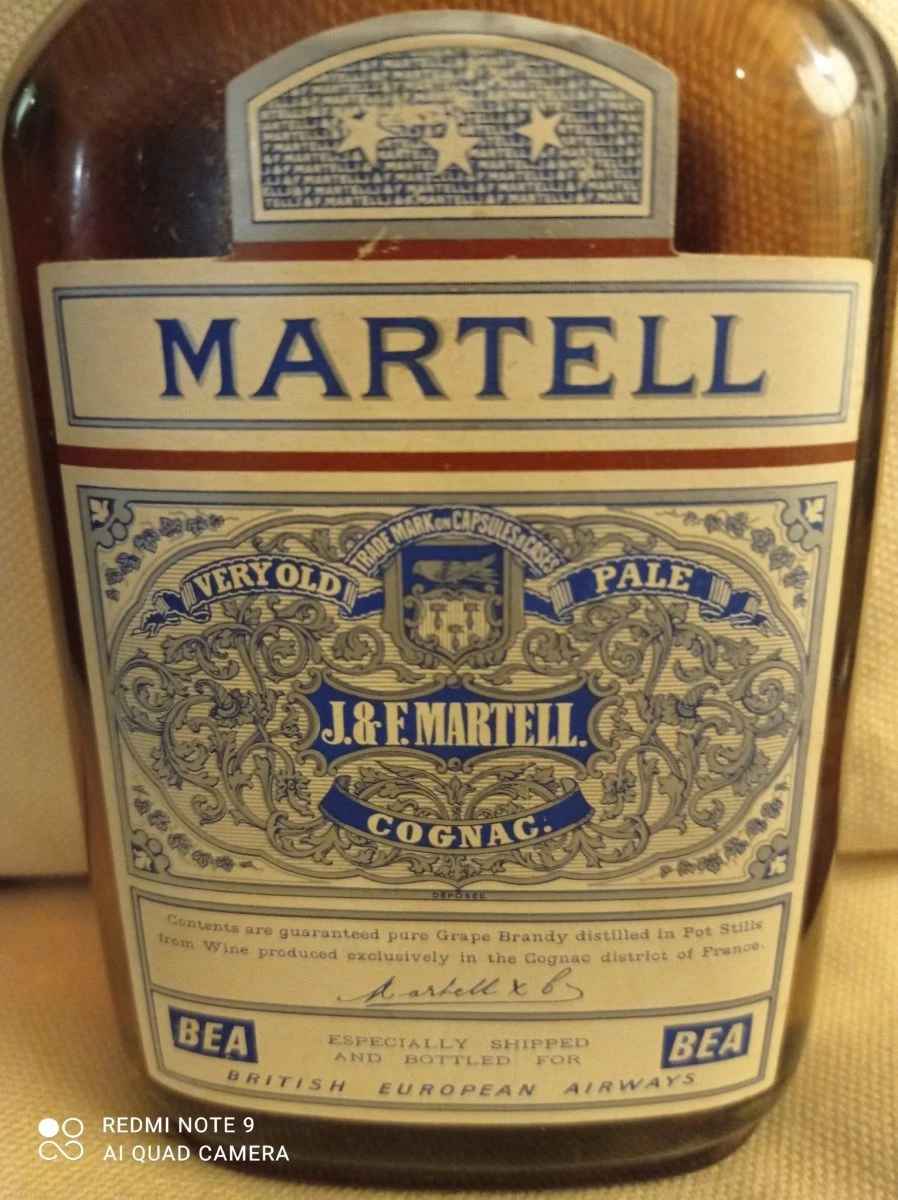 MARTELL
TRADE MARK ON CAPSULES & CASES
VERY OLD PALE
J. & F. MARTELL.
COGNAC.
DÉPOSÉE
Contents are guaranteed pure Grape Brandy distilled in Pot Stills
from Wine produced exclusively in the Cognac district of France.
Martell & Co
BEA ESPECIALLY SHIPPED BEA
AND BOTTLED FOR
BRITISH EUROPEAN AIRWAYS
REDMI NOTE 9
AI QUAD CAMERA